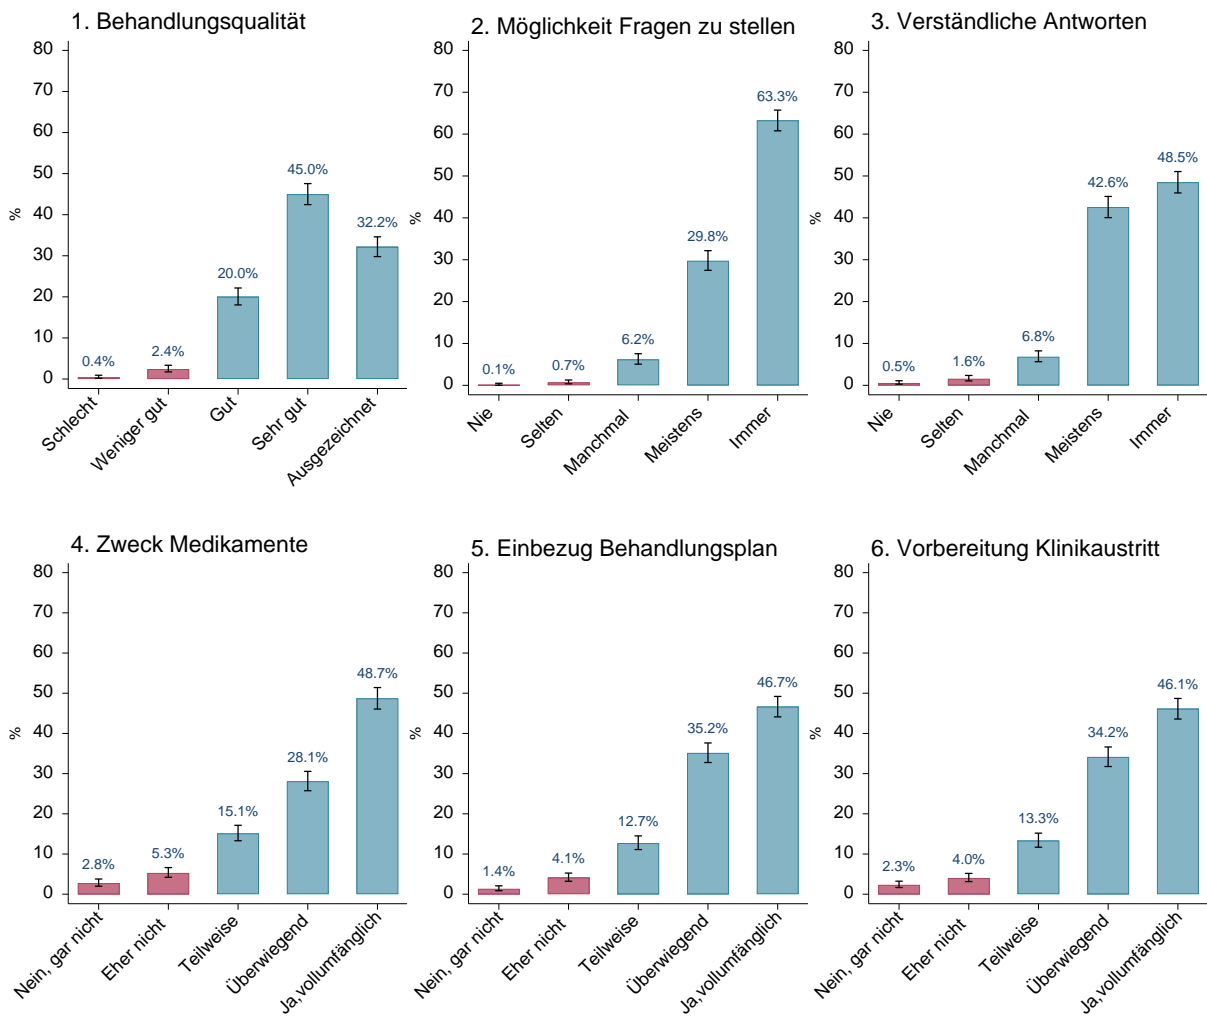 1. Behandlungsqualität
80
70
60
50
40
30
20
10
0
%
0.4%
2.4%
20.0%
45.0%
32.2%
Schlecht
Weniger gut
Gut
Sehr gut
Ausgezeichnet
2. Möglichkeit Fragen zu stellen
80
70
60
50
40
30
20
10
0
%
0.1%
0.7%
6.2%
29.8%
63.3%
Nie
Selten
Manchmal
Meistens
Immer
3. Verständliche Antworten
80
70
60
50
40
30
20
10
0
%
0.5%
1.6%
6.8%
42.6%
48.5%
Nie
Selten
Manchmal
Meistens
Immer
4. Zweck Medikamente
80
70
60
50
40
30
20
10
0
%
2.8%
5.3%
15.1%
28.1%
48.7%
Nein, gar nicht
Eher nicht
Teilweise
Überwiegend
Ja,vollumfänglich
5. Einbezug Behandlungsplan
80
70
60
50
40
30
20
10
0
%
1.4%
4.1%
12.7%
35.2%
46.7%
Nein, gar nicht
Eher nicht
Teilweise
Überwiegend
Ja,vollumfänglich
6. Vorbereitung Klinikaustritt
80
70
60
50
40
30
20
10
0
%
2.3%
4.0%
13.3%
34.2%
46.1%
Nein, gar nicht
Eher nicht
Teilweise
Überwiegend
Ja,vollumfänglich